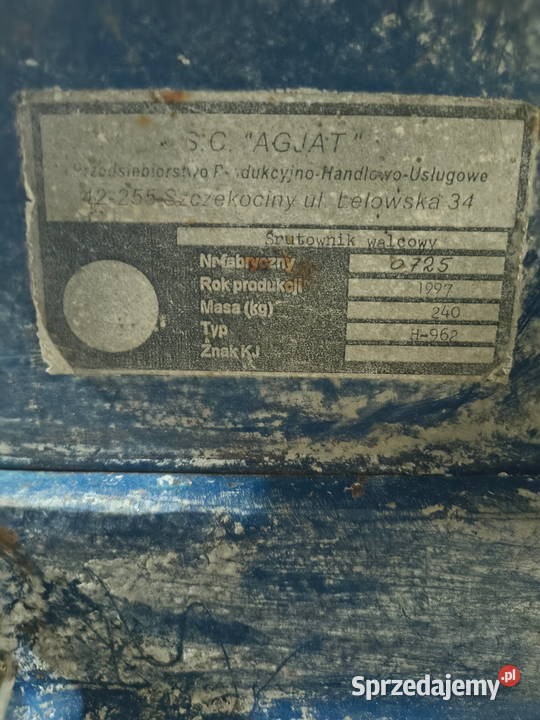 S.C. "AGJAT"
Przedsiebiorstwo Produkcyjno-Handlowo-Usługowe
42-255 Szczekociny ul. Lelowska 34
Śrutownik walcowy
Nr fabryczny 0725
Rok produkcji 1997
Masa (kg) 240
Typ H-962
Znak KJ
Sprzedajemy.pl